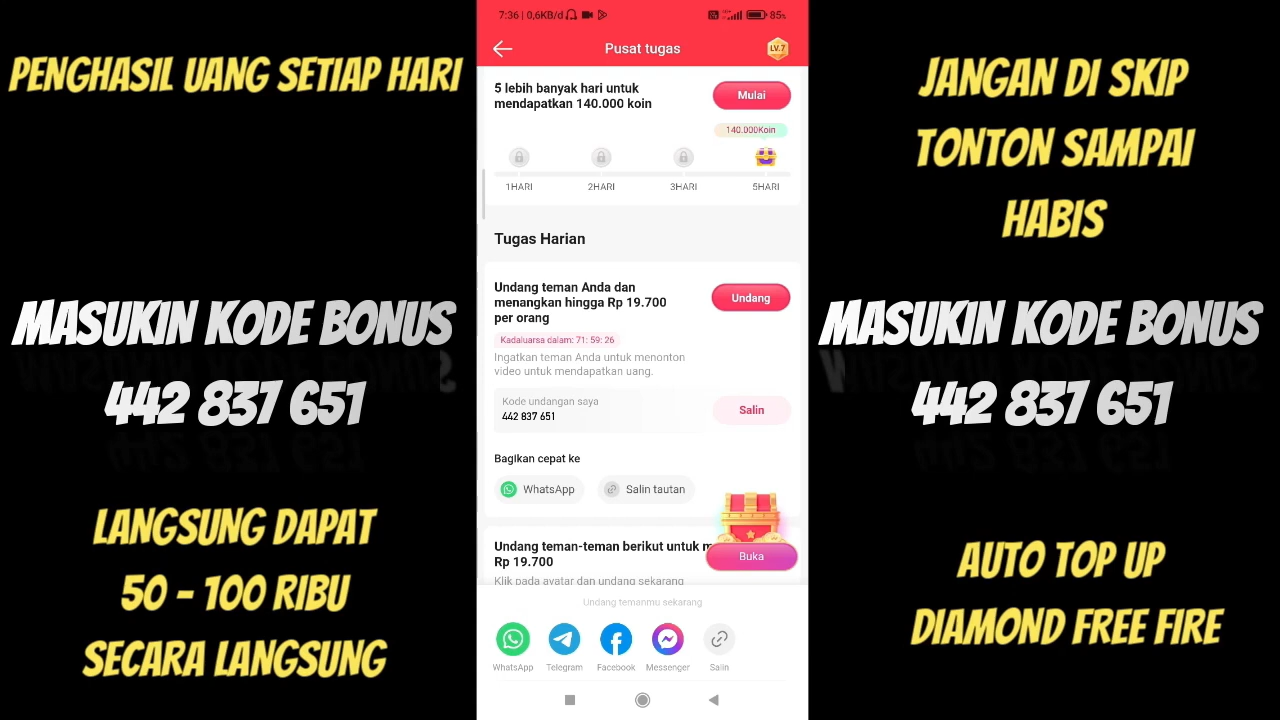 PENGHASIL UANG SETIAP HARI
MASUKIN KODE BONUS
442 837 651
LANGSUNG DAPAT
50 - 100 RIBU
SECARA LANGSUNG
7:36 | 0,6KB/d
85%
Pusat tugas
LV.7
5 lebih banyak hari untuk
mendapatkan 140.000 koin
Mulai
140.000Koin
1HARI 2HARI 3HARI 5HARI
Tugas Harian
Undang teman Anda dan
menangkan hingga Rp 19.700
per orang
Undang
Kadaluarsa dalam: 71: 59: 26
Ingatkan teman Anda untuk menonton
video untuk mendapatkan uang.
Kode undangan saya
442 837 651
Salin
Bagikan cepat ke
WhatsApp Salin tautan
Undang teman-teman berikut untuk m
Rp 19.700
Buka
Klik pada avatar dan undang sekarang
Undang temanmu sekarang
WhatsApp Telegram Facebook Messenger Salin
JANGAN DI SKIP
TONTON SAMPAI
HABIS
MASUKIN KODE BONUS
442 837 651
AUTO TOP UP
DIAMOND FREE FIRE